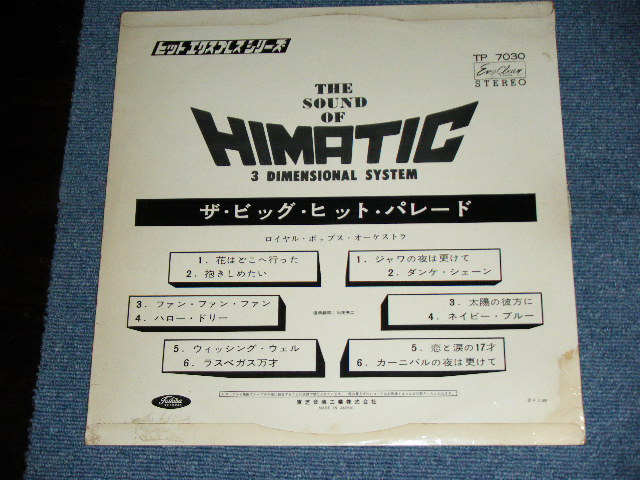 ヒット エクスプレス シリーズ
TP 7030
Ever Clean
STEREO
THE
SOUND
OF
HIMATIC
3 DIMENSIONAL SYSTEM
ザ・ビッグ・ヒット・パレード
ロイヤル・ポップス・オーケストラ
1. 花はどこへ行った
2. 抱きしめたい
1. ジャワの夜は更けて
2. ダンケ・シェーン
3. ファン・ファン・ファン
4. ハロー・ドリー
3. 太陽の彼方に
4. ネイビー・ブルー
5. ウィッシング・ウェル
6. ラスベガス万才
5. 恋と涙の17才
6. カーニバルの夜は更けて
Toshiba
RECORDS
東芝音楽工業株式会社
MADE IN JAPAN